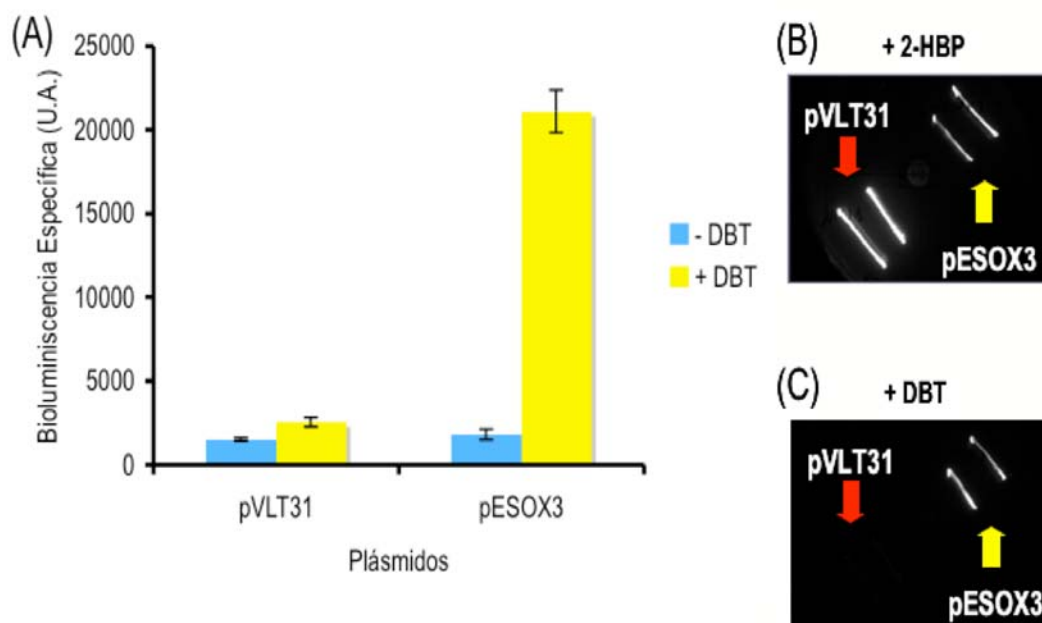 (A)
Bioluminiscencia Específica (U.A.)
25000
20000
15000
10000
5000
0
pVLT31
pESOX3
Plásmidos
- DBT
+ DBT
(B)
+ 2-HBP
pVLT31
pESOX3
(C)
+ DBT
pVLT31
pESOX3